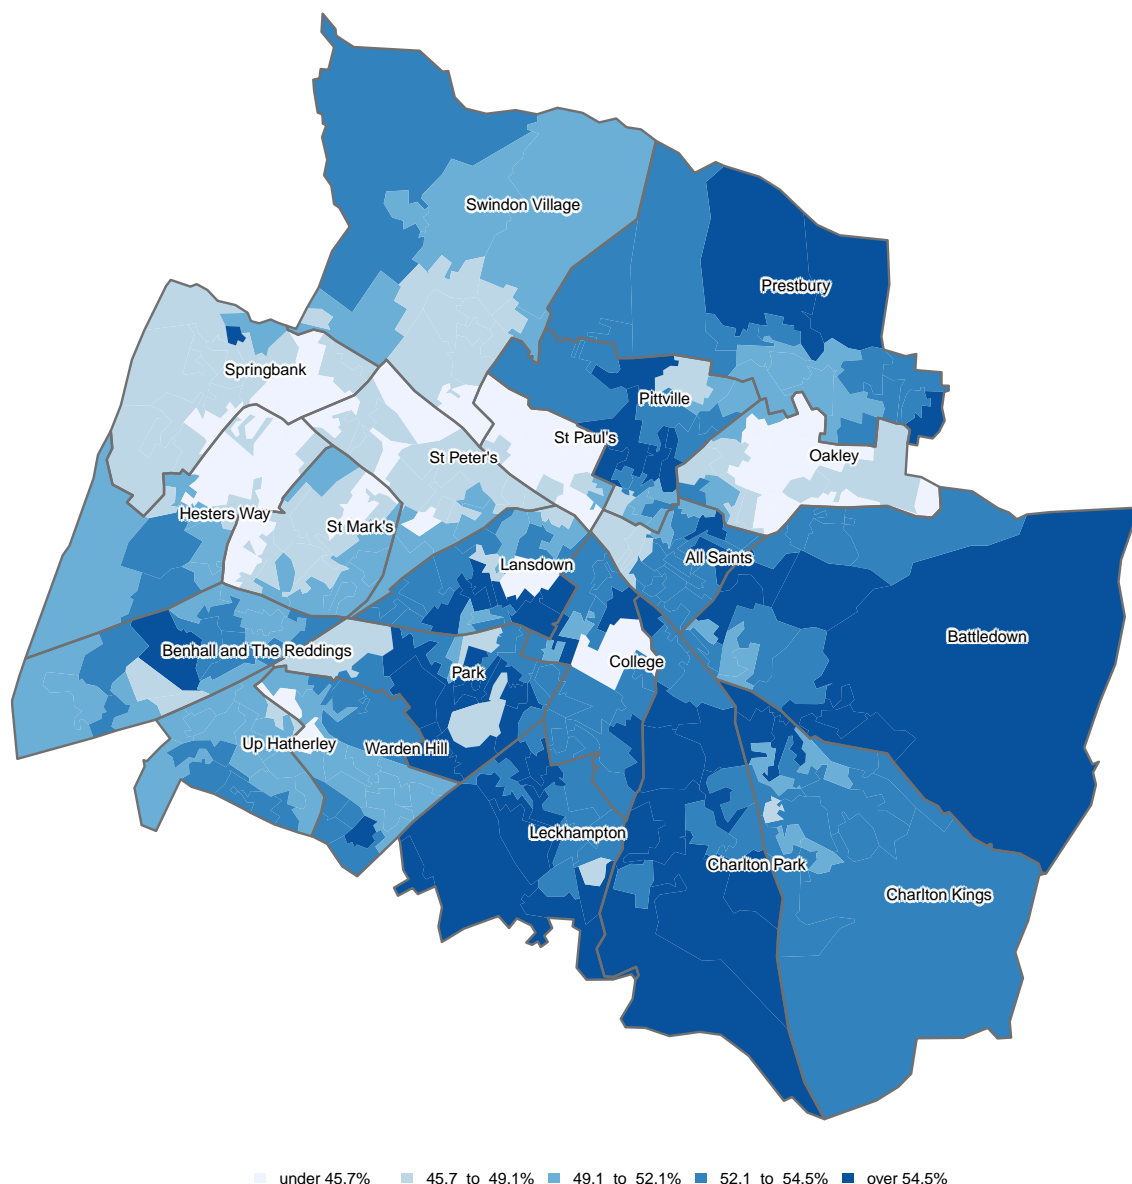 Swindon Village
Prestbury
Springbank
Pittville
St Paul's
St Peter's
Oakley
Hesters Way
St Mark's
Lansdown
All Saints
Battledown
Benhall and The Reddings
College
Park
Up Hatherley
Warden Hill
Leckhampton
Charlton Park
Charlton Kings
under 45.7% 45.7 to 49.1% 49.1 to 52.1% 52.1 to 54.5% over 54.5%